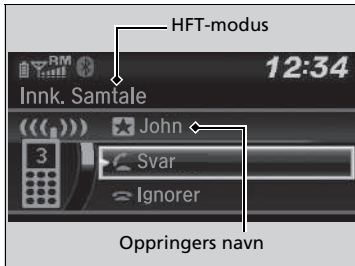 HFT-modus
RM
12:34
Innk. Samtale
John
3
Svar
Ignorer
Oppringers navn